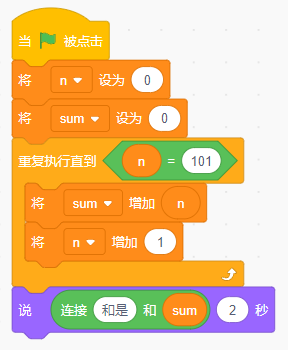 当 被点击
将 n 设为 0
将 sum 设为 0
重复执行直到 n = 101
将 sum 增加 n
将 n 增加 1
说 连接 和是 和 sum 2 秒